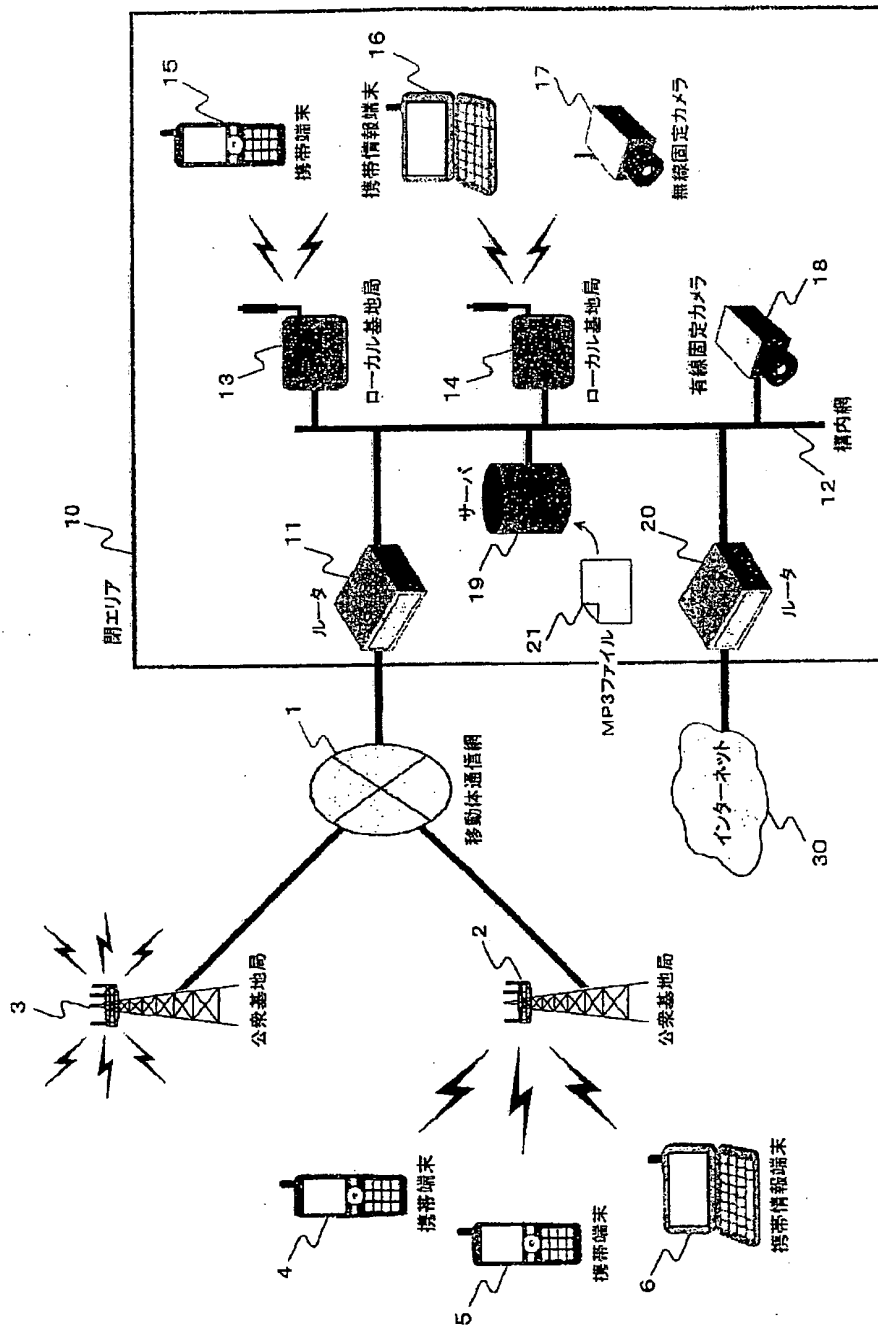 閉エリア
10
15
携帯端末
16
携帯情報端末
17
無線固定カメラ
13
ローカル基地局
14
ローカル基地局
18
有線固定カメラ
11
ルータ
サーバ
19
21
MP3ファイル
20
ルータ
12
構内網
1
移動体通信網
インターネット
30
3
公衆基地局
2
公衆基地局
4
携帯端末
5
携帯端末
6
携帯情報端末